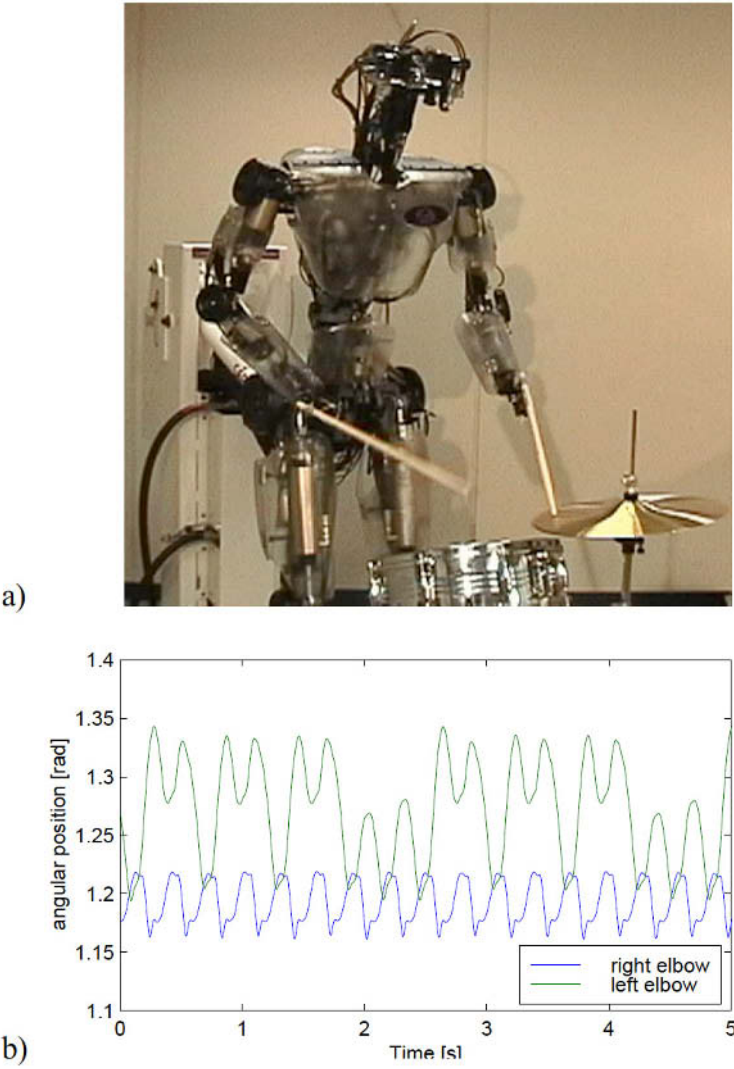 a)
1.4
1.35
1.3
1.25
1.2
1.15
1.1
angular position [rad]
right elbow
left elbow
0 1 2 3 4 5
Time [s]
b)